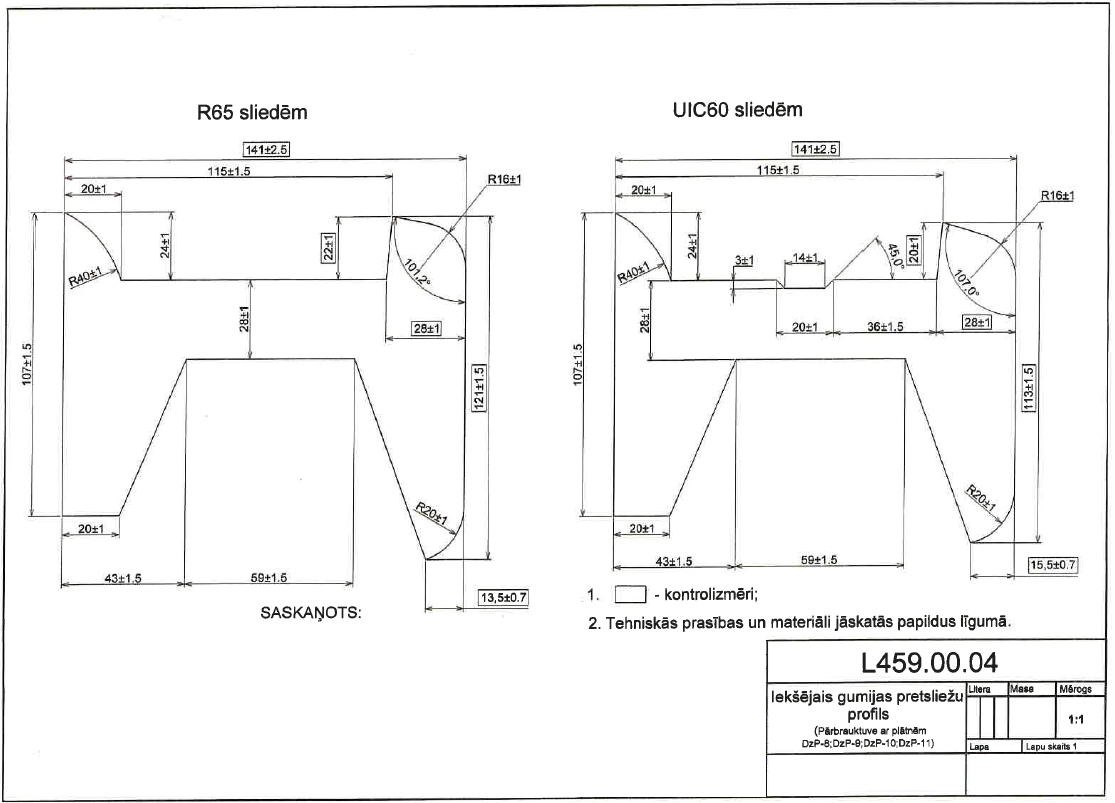 R65 sliedēm
UIC60 sliedēm
141±2.5
115±1.5
20±1
R16±1
24±1
22±1
R40±1
101,2°
28±1
28±1
107±1.5
121±1.5
R20±1
20±1
43±1.5
59±1.5
13,5±0.7
SASKAŅOTS:
141±2.5
115±1.5
20±1
R16±1
24±1
20±1
45,0°
3±1
14±1
R40±1
107,0°
28±1
20±1
36±1.5
28±1
107±1.5
113±1.5
R20±1
20±1
43±1.5
59±1.5
15,5±0.7
1. - kontrolizmēri;
2. Tehniskās prasības un materiāli jāskatās papildus līgumā.
L459.00.04
Iekšējais gumijas pretsliežu
profils
(Pārbrauktuve ar plātnēm
DzP-8;DzP-9;DzP-10;DzP-11)
Litera Masa Mērogs
1:1
Lapa Lapu skaits 1